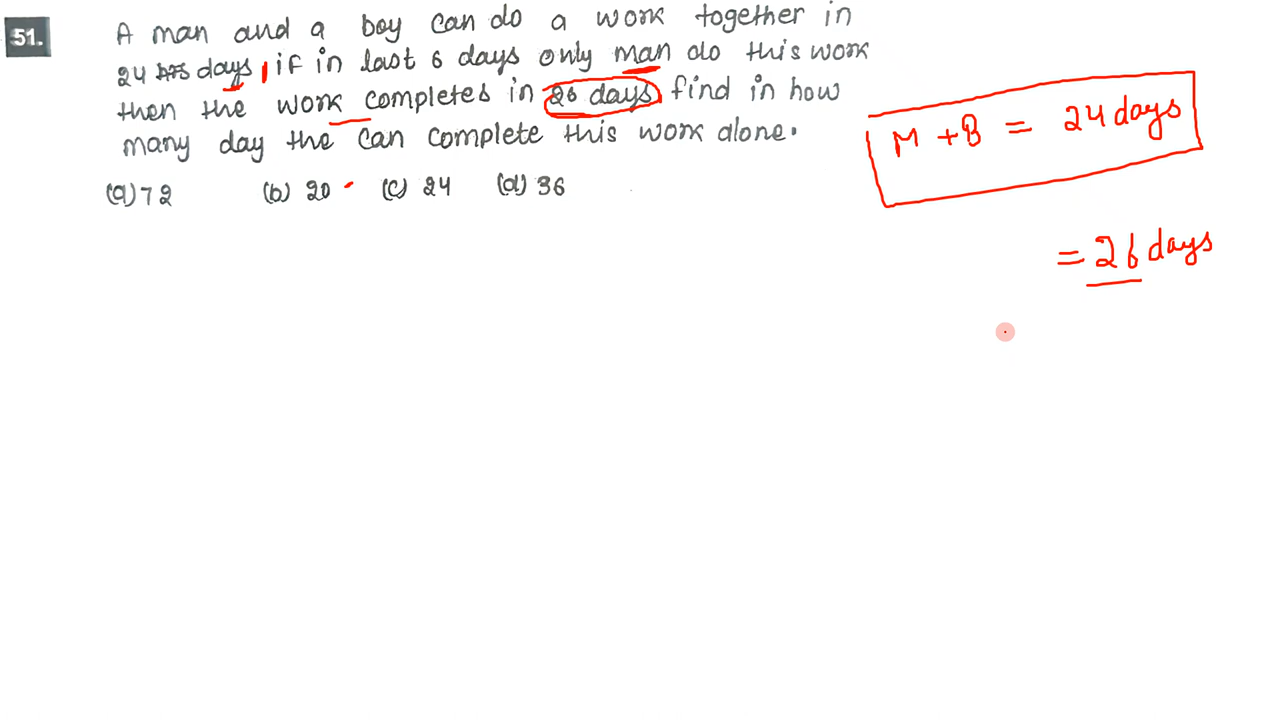 51.
A man and a boy can do a work together in
24 hrs days, if in last 6 days only man do this work
then the work completes in 26 days. find in how
many day the can complete this work alone.
(a) 72 (b) 20 (c) 24 (d) 36
M + B = 24 days
= 26 days